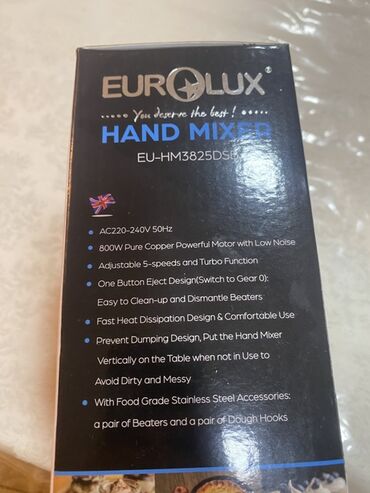 EUROLUX®
You deserve the best!
HAND MIXER
AC220-240V 50Hz
800W Pure Copper Powerful Motor with Low Noise
Adjustable 5-speeds and Turbo Function
One Button Eject Design(Switch to Gear 0):
Easy to Clean-up and Dismantle Beaters
Fast Heat Dissipation Design & Comfortable Use
Prevent Dumping Design, Put the Hand Mixer
Vertically on the Table when not in Use to
Avoid Dirty and Messy
With Food Grade Stainless Steel Accessories:
a pair of Beaters and a pair of Dough Hooks